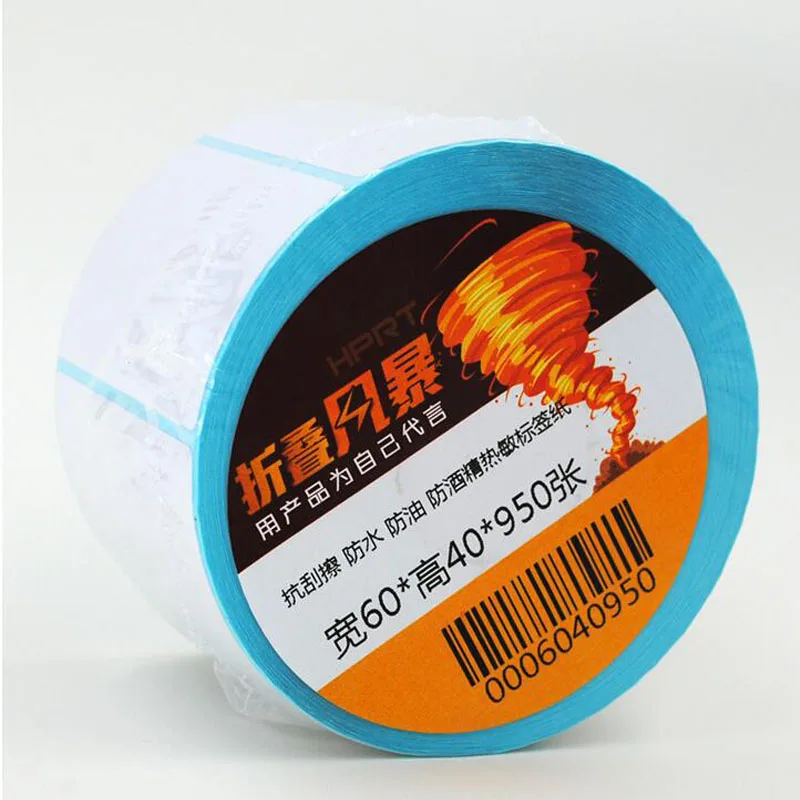 HPRT
折叠风暴
用产品为自己代言
抗刮擦 防水 防油 防酒精热敏标签纸
宽60*高40*950张
0006040950